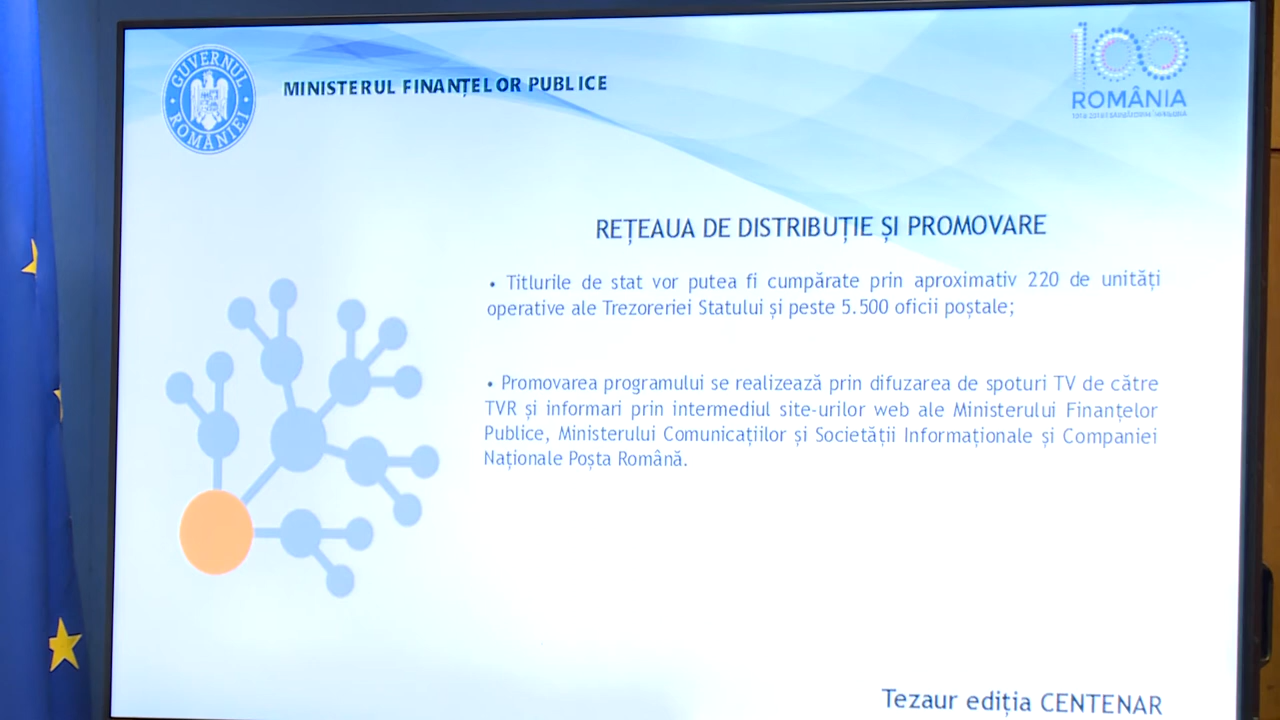 GUVERNUL ROMÂNIEI
MINISTERUL FINANȚELOR PUBLICE
100
ROMÂNIA
REȚEAUA DE DISTRIBUȚIE ȘI PROMOVARE
• Titlurile de stat vor putea fi cumpărate prin aproximativ 220 de unități
operative ale Trezoreriei Statului și peste 5.500 oficii poștale;
• Promovarea programului se realizează prin difuzarea de spoturi TV de către
TVR și informari prin intermediul site-urilor web ale Ministerului Finanțelor
Publice, Ministerului Comunicațiilor și Societății Informaționale și Companiei
Naționale Poșta Română.
Tezaur ediția CENTENAR